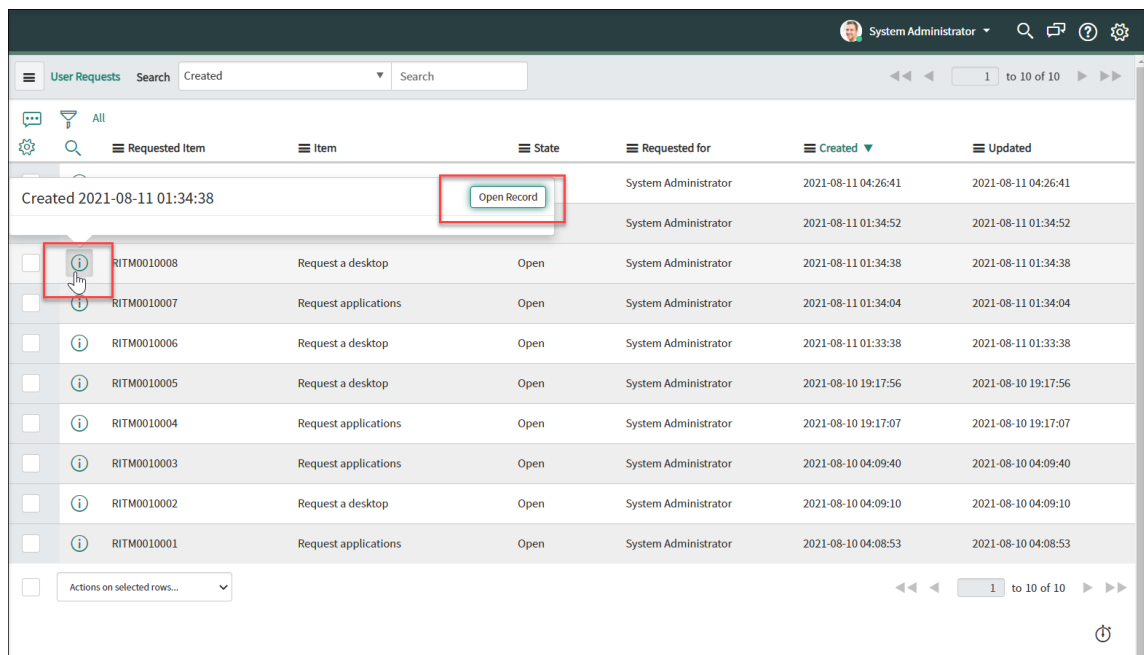 System Administrator
User Requests Search Created Search 1 to 10 of 10
All
Requested Item Item State Requested for Created Updated
System Administrator 2021-08-11 04:26:41 2021-08-11 04:26:41
Created 2021-08-11 01:34:38 Open Record
System Administrator 2021-08-11 01:34:52 2021-08-11 01:34:52
RITM0010008 Request a desktop Open System Administrator 2021-08-11 01:34:38 2021-08-11 01:34:38
RITM0010007 Request applications Open System Administrator 2021-08-11 01:34:04 2021-08-11 01:34:04
RITM0010006 Request a desktop Open System Administrator 2021-08-11 01:33:38 2021-08-11 01:33:38
RITM0010005 Request a desktop Open System Administrator 2021-08-10 19:17:56 2021-08-10 19:17:56
RITM0010004 Request applications Open System Administrator 2021-08-10 19:17:07 2021-08-10 19:17:07
RITM0010003 Request applications Open System Administrator 2021-08-10 04:09:40 2021-08-10 04:09:40
RITM0010002 Request a desktop Open System Administrator 2021-08-10 04:09:10 2021-08-10 04:09:10
RITM0010001 Request applications Open System Administrator 2021-08-10 04:08:53 2021-08-10 04:08:53
Actions on selected rows... 1 to 10 of 10